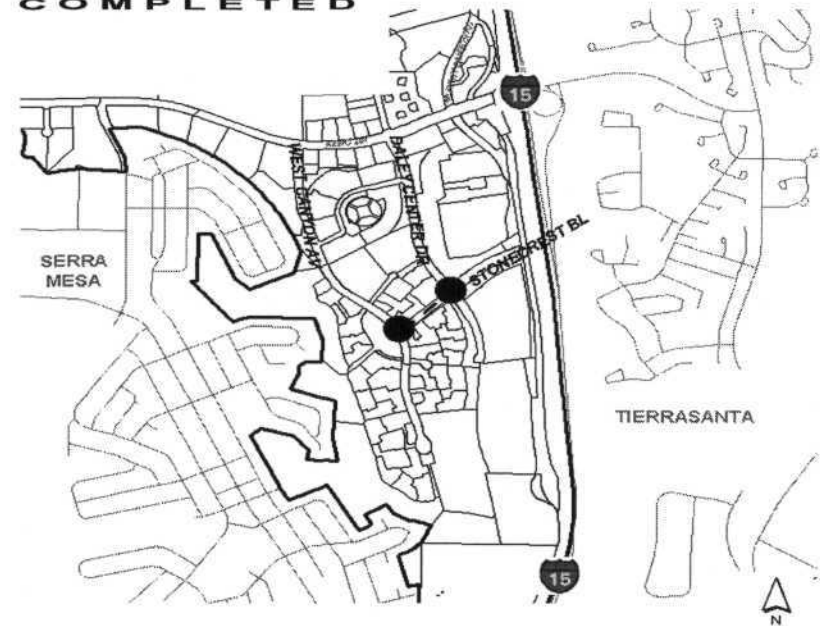 COMPLETED
15
WEST CANYON AV
DALEY CENTER DR
STONECREST BL
SERRA
MESA
TIERRASANTA
15
N